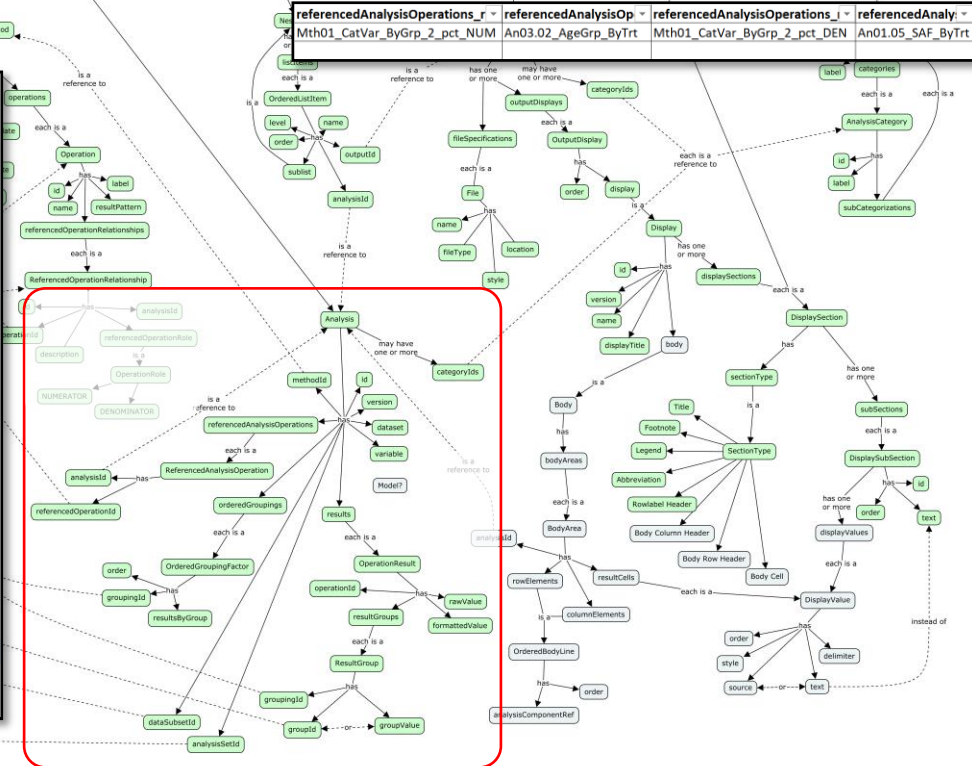 referencedAnalysisOperations_r
referencedAnalysisOp
referencedAnalysisOperations_
referencedAnaly
Mth01_CatVar_ByGrp_2_pct_NUM
An03.02_AgeGrp_ByTrt
Mth01_CatVar_ByGrp_2_pct_DEN
An01.05_SAF_ByTrt
listItems
each is a
OrderedListItem
level
name
order
has
sublist
outputId
analysisId
is a
is a
reference to
is a
reference to
is a
reference to
operations
each is a
Operation
has
id
label
name
resultPattern
referencedOperationRelationships
each is a
ReferencedOperationRelationship
has
analysisId
referencedOperationRole
description
is a
OperationRole
NUMERATOR
DENOMINATOR
has one
or more
may have
one or more
outputDisplays
categoryIds
each is a
fileSpecifications
OutputDisplay
each is a
has
File
order
display
has
is a
name
fileType
location
style
Display
has one
or more
has
id
displaySections
version
name
displayTitle
body
each is a
each is a
reference to
label
categories
each is a
each is a
AnalysisCategory
id
has
label
subCategorizations
DisplaySection
has
has one
or more
sectionType
subSections
is a
each is a
Title
Footnote
Legend
SectionType
Abbreviation
Rowlabel Header
Body Column Header
Body Row Header
Body Cell
DisplaySubSection
has
id
has one
or more
order
text
displayValues
each is a
DisplayValue
has
order
style
delimiter
source
or
text
instead of
is a
Body
has
bodyAreas
each is a
BodyArea
has
analysisId
rowElements
resultCells
each is a
is a
columnElements
OrderedBodyLine
has
order
analysisComponentRef
Analysis
may have
one or more
categoryIds
methodId
id
version
has
dataset
variable
Model?
is a
reference to
referencedAnalysisOperations
each is a
ReferencedAnalysisOperation
analysisId
has
referencedOperationId
orderedGroupings
each is a
OrderedGroupingFactor
order
has
groupingId
resultsByGroup
results
each is a
OperationResult
operationId
has
rawValue
resultGroups
formattedValue
each is a
ResultGroup
has
groupingId
groupId
or
groupValue
dataSubsetId
analysisSetId
is a
reference to